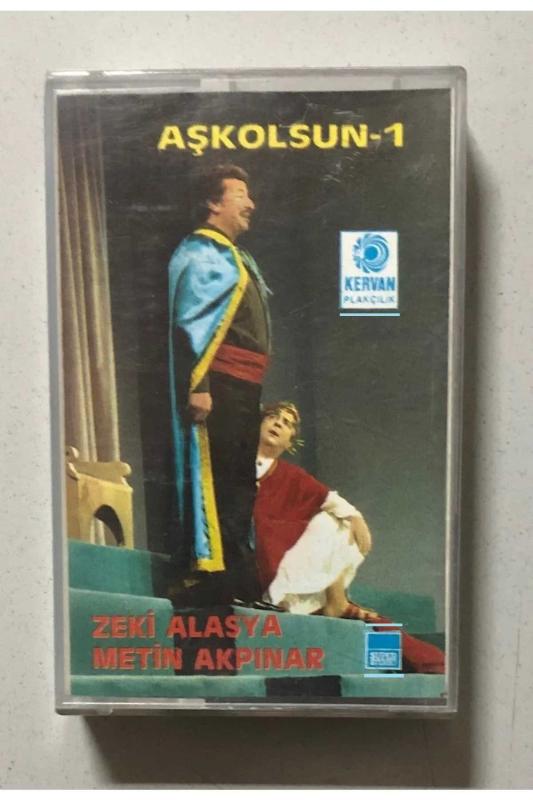 AŞKOLSUN-1
KERVAN
PLAKÇILIK
ZEKİ ALASYA
METİN AKPINAR